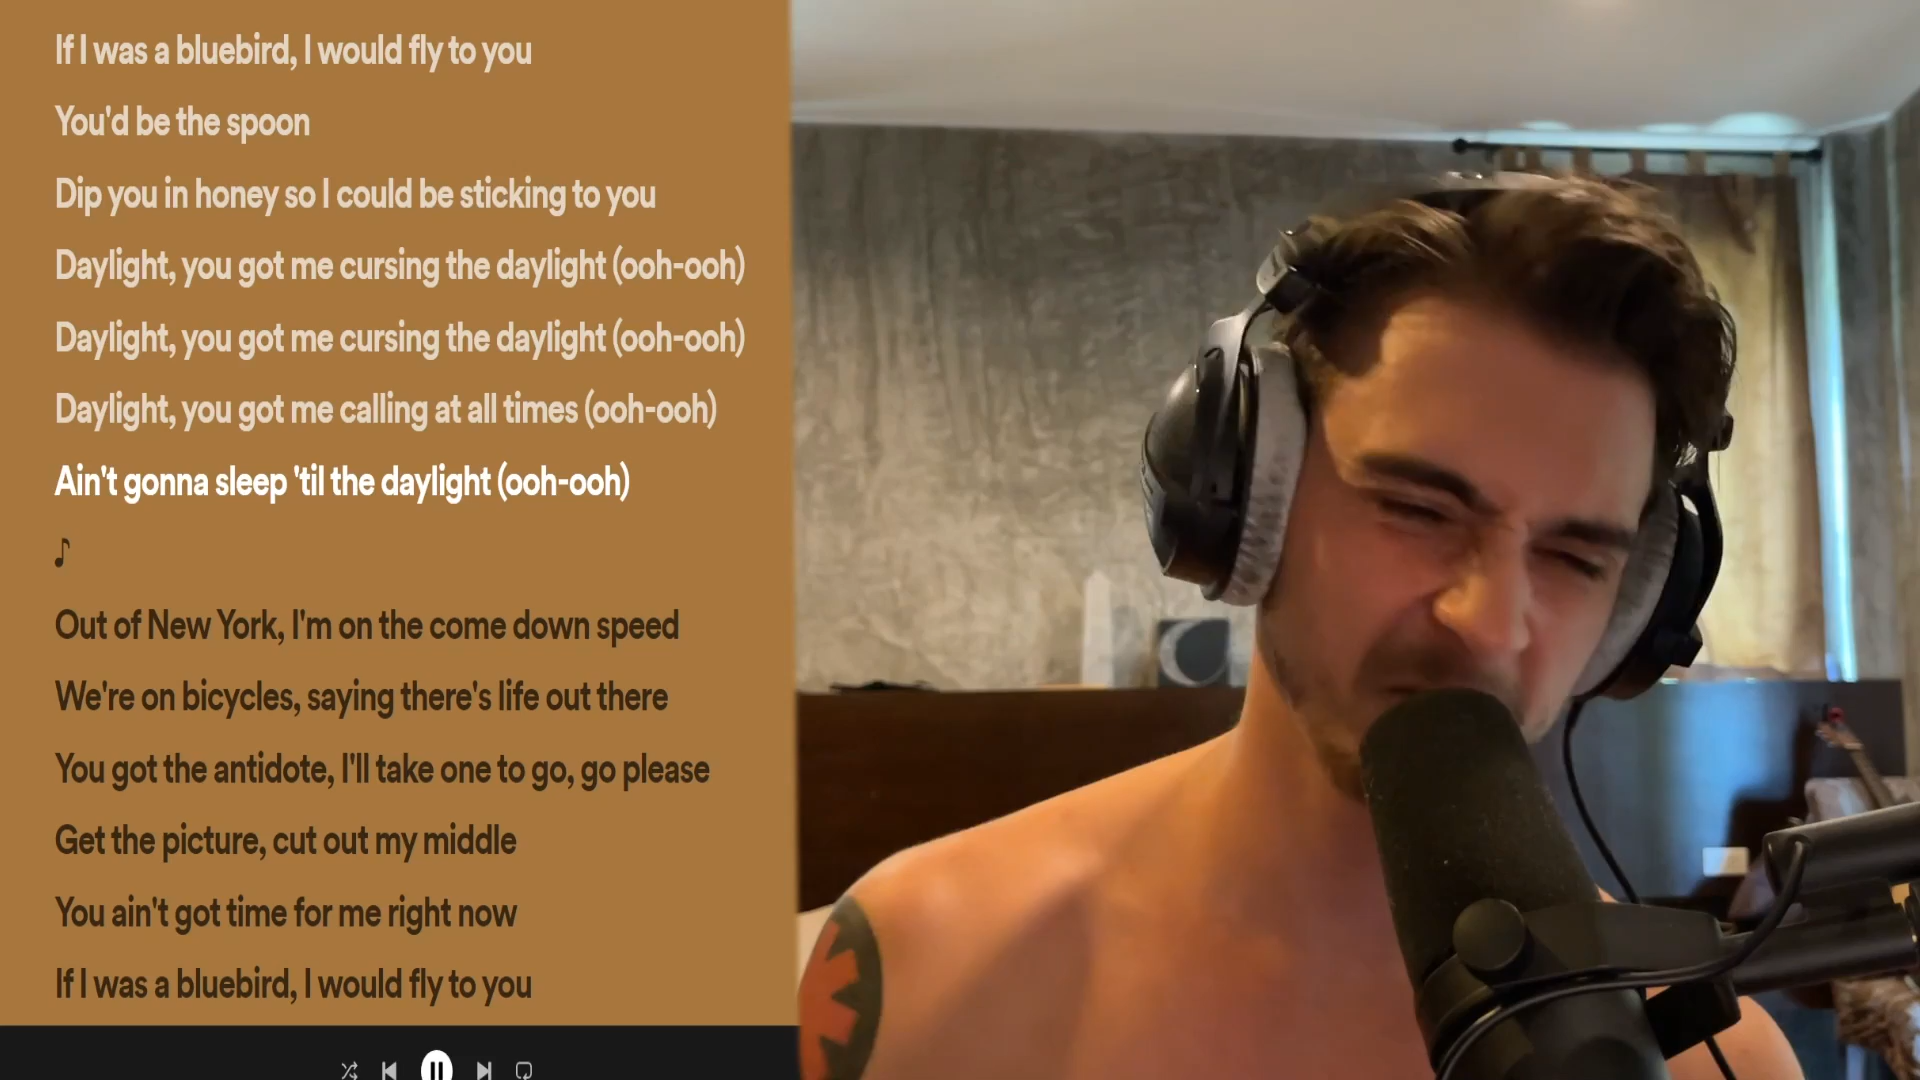 If I was a bluebird, I would fly to you
You'd be the spoon
Dip you in honey so I could be sticking to you
Daylight, you got me cursing the daylight (ooh-ooh)
Daylight, you got me cursing the daylight (ooh-ooh)
Daylight, you got me calling at all times (ooh-ooh)
Ain't gonna sleep 'til the daylight (ooh-ooh)
♪
Out of New York, I'm on the come down speed
We're on bicycles, saying there's life out there
You got the antidote, I'll take one to go, go please
Get the picture, cut out my middle
You ain't got time for me right now
If I was a bluebird, I would fly to you